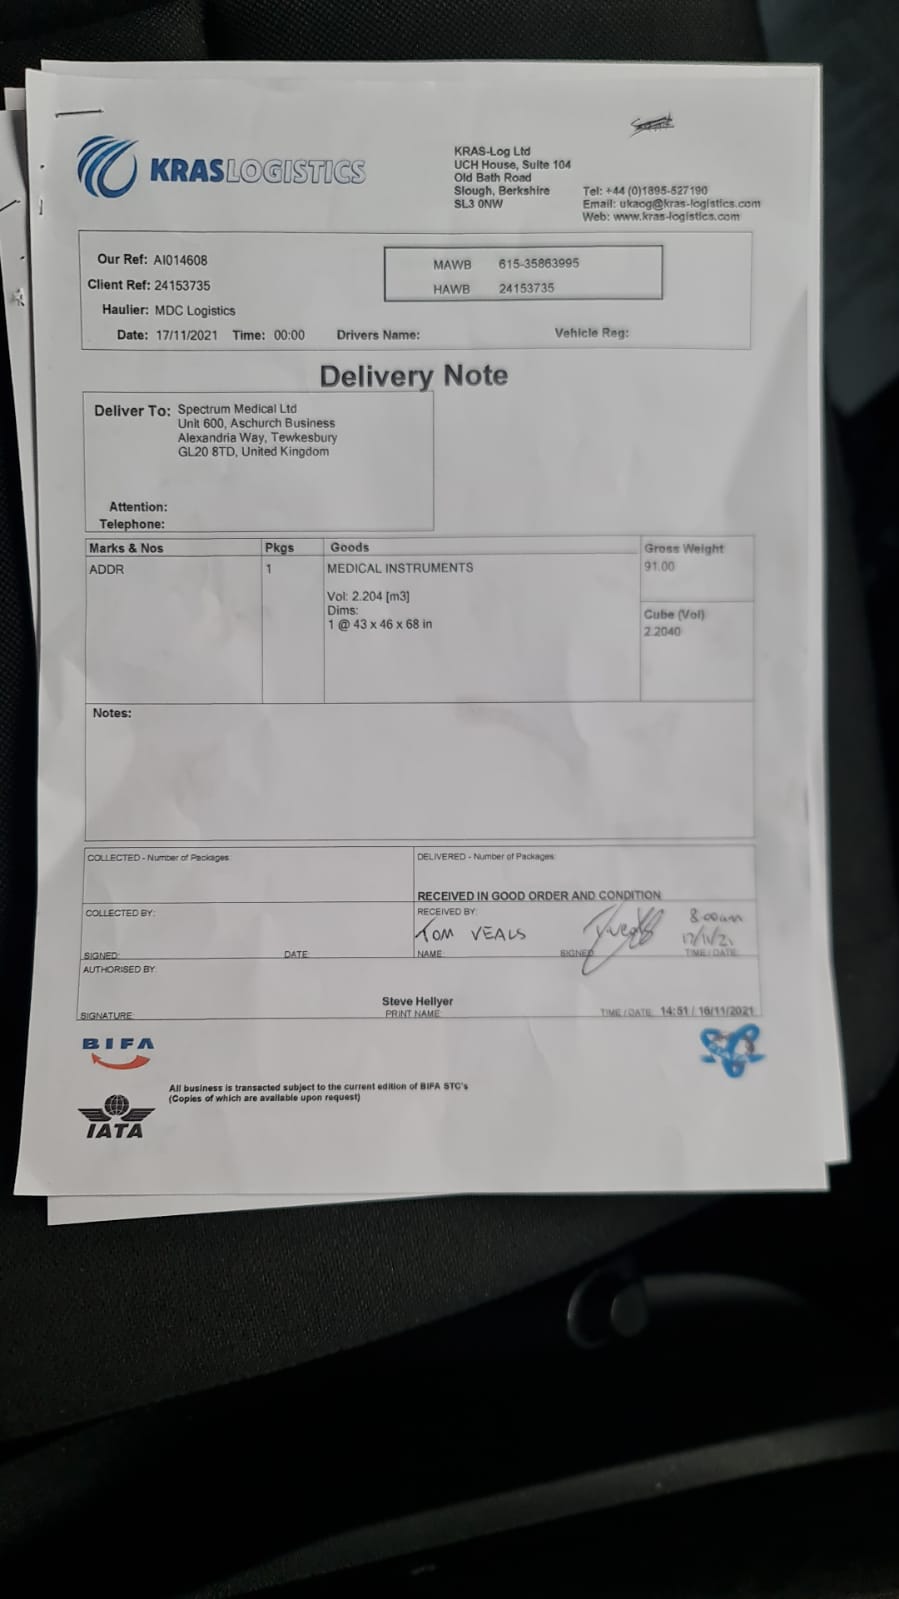 KRASLOGISTICS
KRAS-Log Ltd
UCH House, Suite 104
Old Bath Road
Slough, Berkshire
SL3 0NW
Tel: +44 (0)1895-527190
Email: ukaog@kras-logistics.com
Web: www.kras-logistics.com
Our Ref: AI014608
Client Ref: 24153735
Haulier: MDC Logistics
Date: 17/11/2021 Time: 00:00 Drivers Name: Vehicle Reg:
MAWB 615-35863995
HAWB 24153735
Delivery Note
Deliver To: Spectrum Medical Ltd
Unit 600, Aschurch Business
Alexandria Way, Tewkesbury
GL20 8TD, United Kingdom
Attention:
Telephone:
Marks & Nos Pkgs Goods Gross Weight
ADDR 1 MEDICAL INSTRUMENTS 91.00
Vol: 2.204 [m3]
Dims:
1 @ 43 x 46 x 68 in
Cube (Vol)
2.2040
Notes:
COLLECTED - Number of Packages:
DELIVERED - Number of Packages:
RECEIVED IN GOOD ORDER AND CONDITION
COLLECTED BY:
RECEIVED BY:
TOM VEALS
8:00am
17/11/21
SIGNED: DATE: NAME: SIGNED: TIME / DATE:
AUTHORISED BY:
Steve Hellyer
SIGNATURE: PRINT NAME: TIME / DATE: 14:51 / 16/11/2021
BIFA
IATA
All business is transacted subject to the current edition of BIFA STC's
(Copies of which are available upon request)